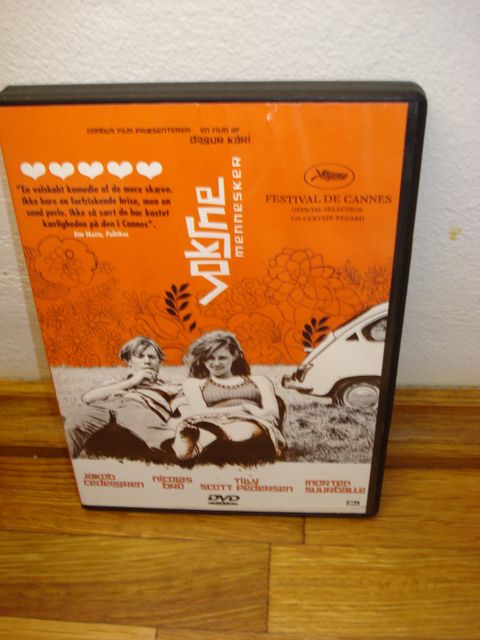 nimbus film præsenterer en film af
dagur kári
"En velskabt komedie af de mere skæve.
Ikke bare en forfriskende brise, men en
sand perle. Ikke så sært de har kastet
kærligheden på den i Cannes".
Kim Skotte, Politiken
voksne
mennesker
FESTIVAL DE CANNES
OFFICIAL SELECTION
UN CERTAIN REGARD
jakob
cedergren
nicolas
bro
tilly
scott pedersen
morten
suurballe
DVD
dts